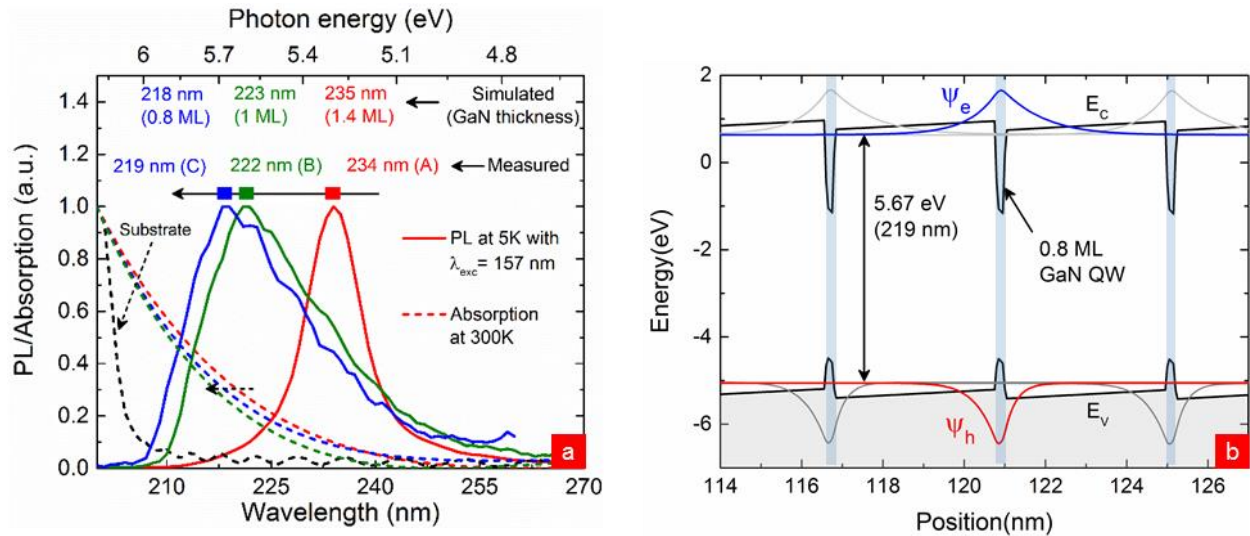 Photon energy (eV)
6 5.7 5.4 5.1 4.8
218 nm 223 nm 235 nm Simulated
(0.8 ML) (1 ML) (1.4 ML) (GaN thickness)
219 nm (C) 222 nm (B) 234 nm (A) Measured
Substrate
PL at 5K with
λexc= 157 nm
Absorption
at 300K
1.4
1.2
1.0
0.8
0.6
0.4
0.2
0.0
PL/Absorption (a.u.)
210 225 240 255 270
Wavelength (nm)
a
2
0
-2
-4
-6
Energy(eV)
Ψe
Ec
5.67 eV
(219 nm)
0.8 ML
GaN QW
Ψh
Ev
114 116 118 120 122 124 126
Position(nm)
b